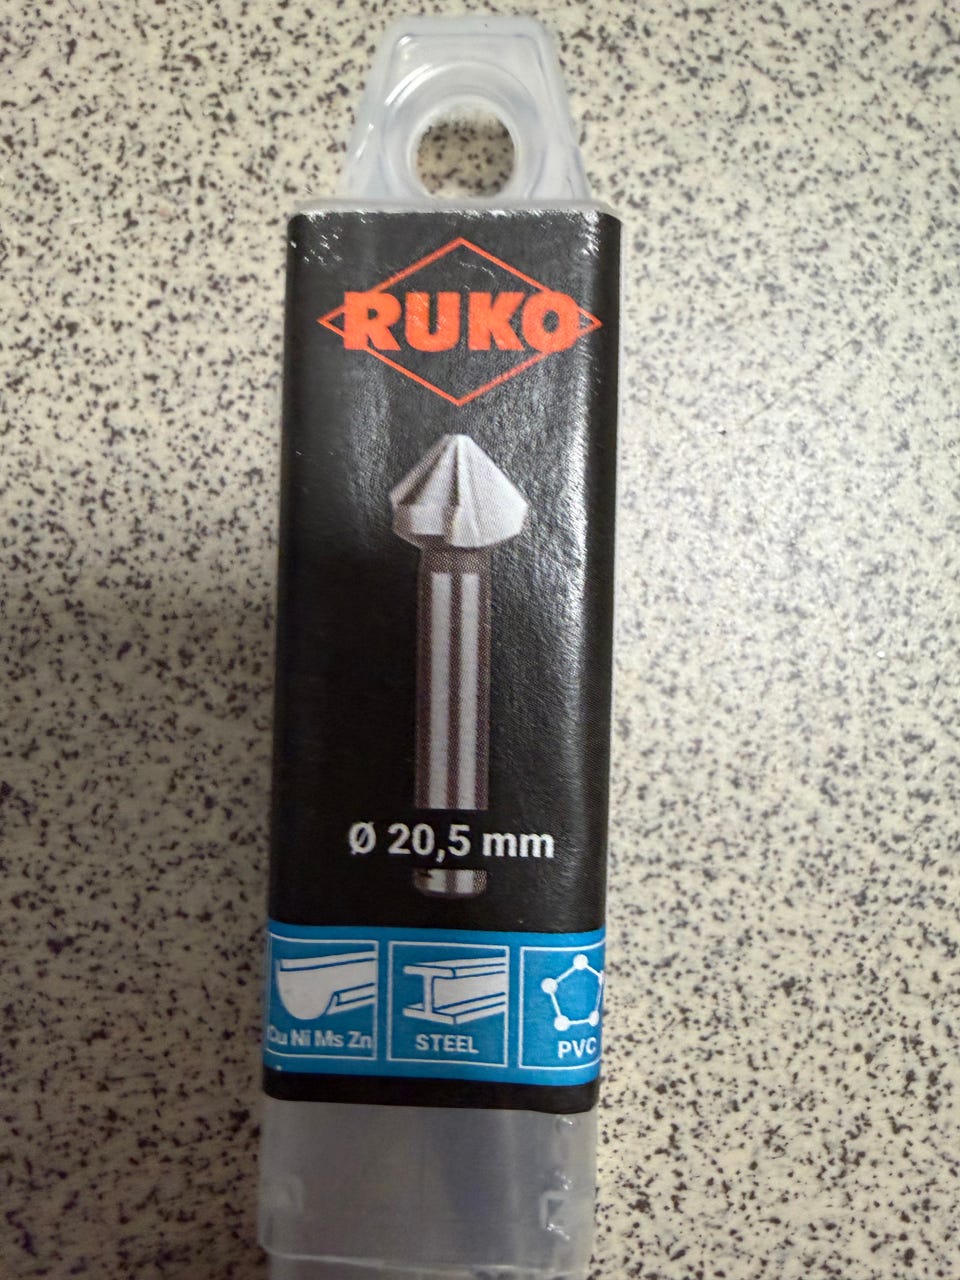 RUKO
Ø 20,5 mm
Cu Ni Ms Zn
STEEL
PVC